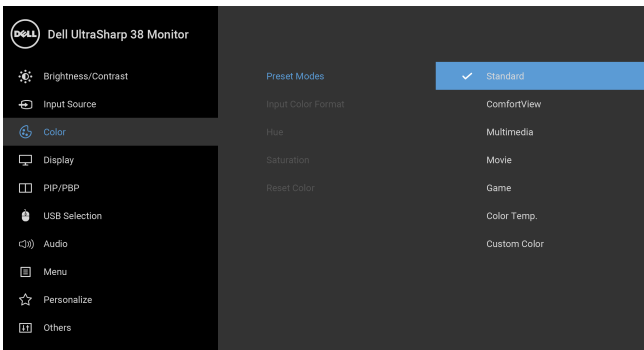 DELL
Dell UltraSharp 38 Monitor
Brightness/Contrast
Input Source
Color
Display
PIP/PBP
USB Selection
Audio
Menu
Personalize
Others
Preset Modes
Input Color Format
Hue
Saturation
Reset Color
Standard
ComfortView
Multimedia
Movie
Game
Color Temp.
Custom Color